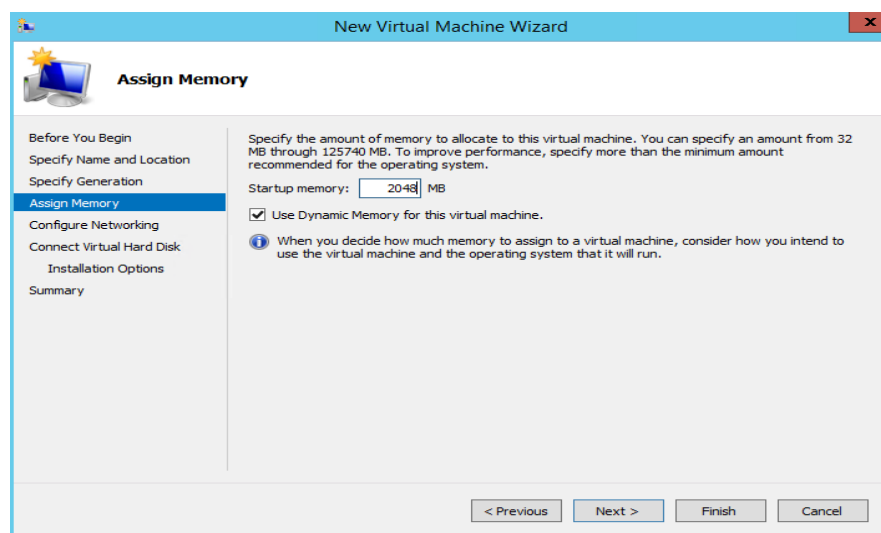 New Virtual Machine Wizard
x
Assign Memory
Before You Begin
Specify Name and Location
Specify Generation
Assign Memory
Configure Networking
Connect Virtual Hard Disk
Installation Options
Summary
Specify the amount of memory to allocate to this virtual machine. You can specify an amount from 32
MB through 125740 MB. To improve performance, specify more than the minimum amount
recommended for the operating system.
Startup memory: 2048 MB
Use Dynamic Memory for this virtual machine.
When you decide how much memory to assign to a virtual machine, consider how you intend to
use the virtual machine and the operating system that it will run.
< Previous Next > Finish Cancel